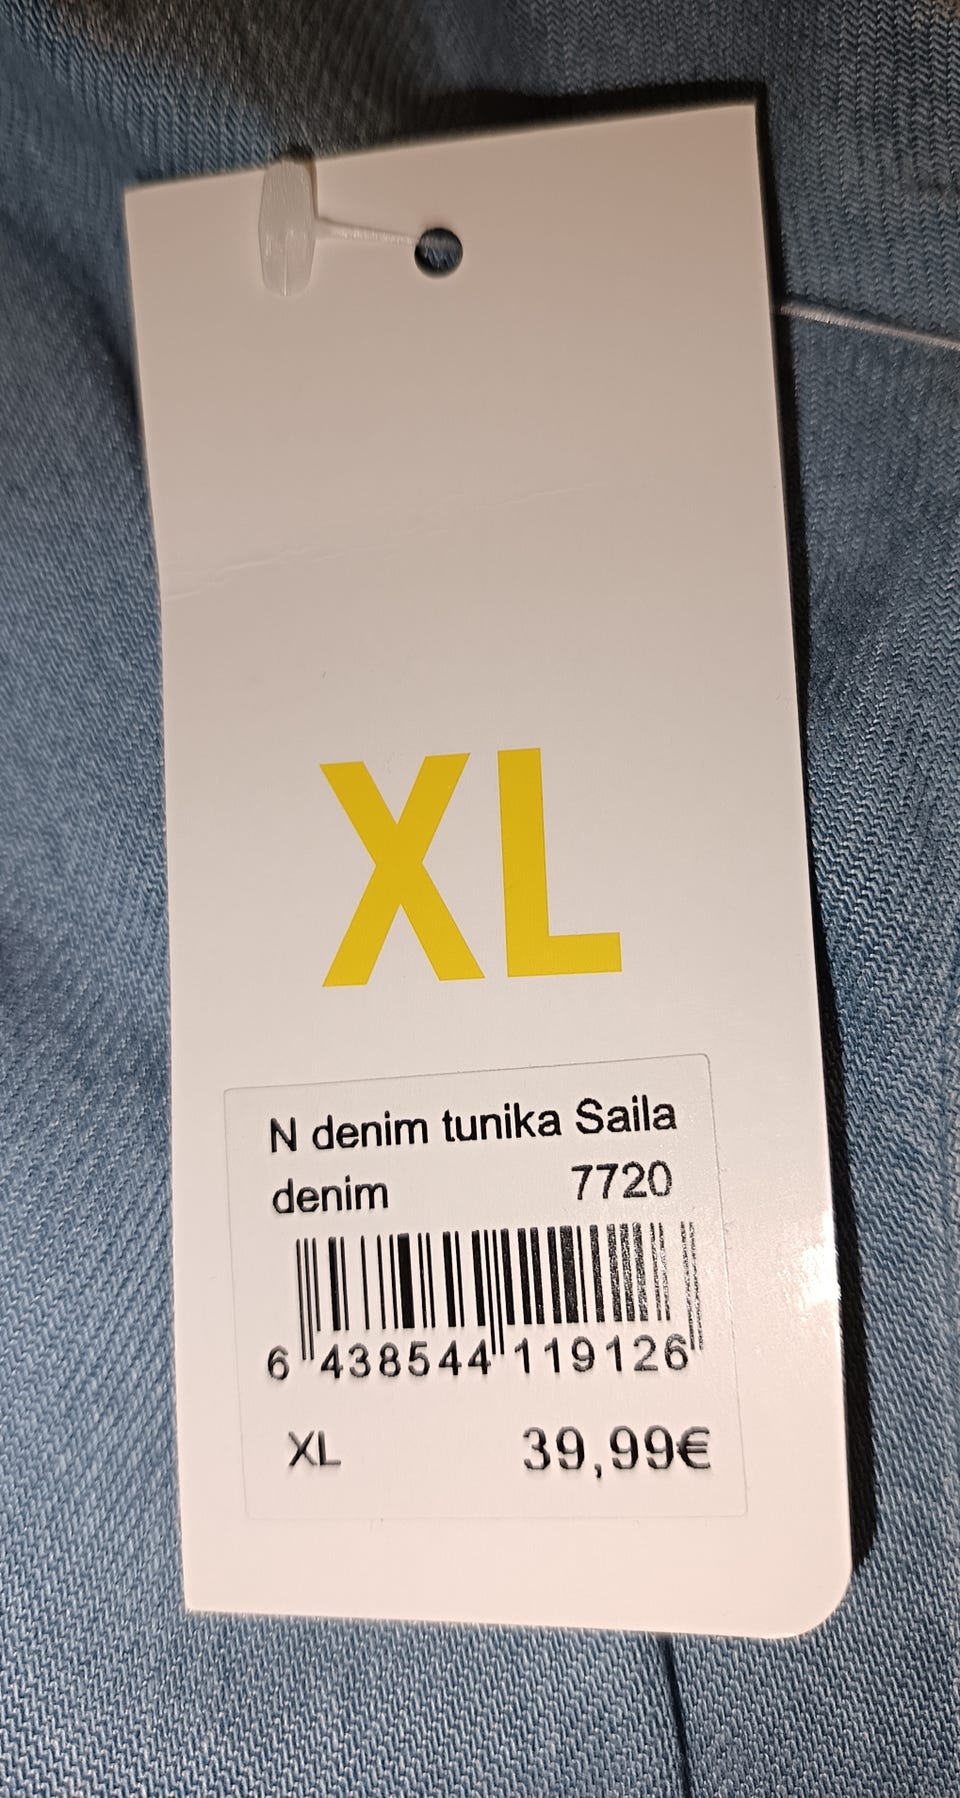 XL
N denim tunika Saila
denim 7720
6 438544 119126
XL 39,99€